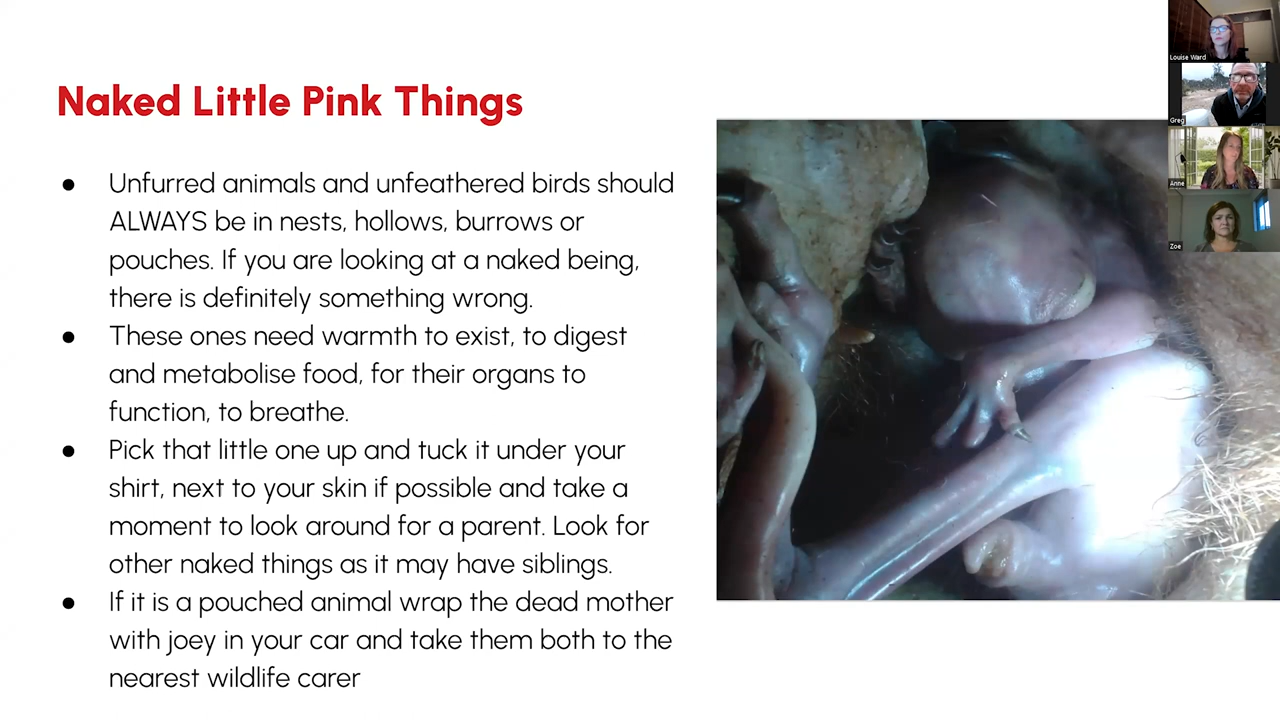 Naked Little Pink Things
● Unfurred animals and unfeathered birds should
ALWAYS be in nests, hollows, burrows or
pouches. If you are looking at a naked being,
there is definitely something wrong.
● These ones need warmth to exist, to digest
and metabolise food, for their organs to
function, to breathe.
● Pick that little one up and tuck it under your
shirt, next to your skin if possible and take a
moment to look around for a parent. Look for
other naked things as it may have siblings.
● If it is a pouched animal wrap the dead mother
with joey in your car and take them both to the
nearest wildlife carer
Louise Ward
Greg
Anne
Zoe